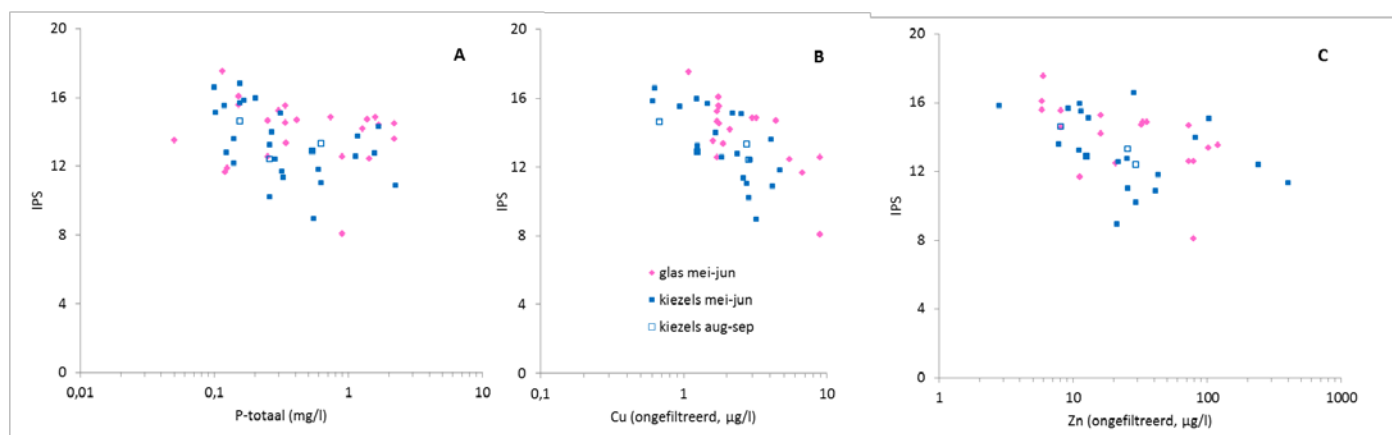 A
20
16
12
8
4
0
IPS
0,01
0,1
1
10
P-totaal (mg/l)
B
20
16
12
8
4
0
IPS
glas mei-jun
kiezels mei-jun
kiezels aug-sep
0,1
1
10
Cu (ongefiltreerd, µg/l)
C
20
16
12
8
4
0
IPS
1
10
100
1000
Zn (ongefiltreerd, µg/l)